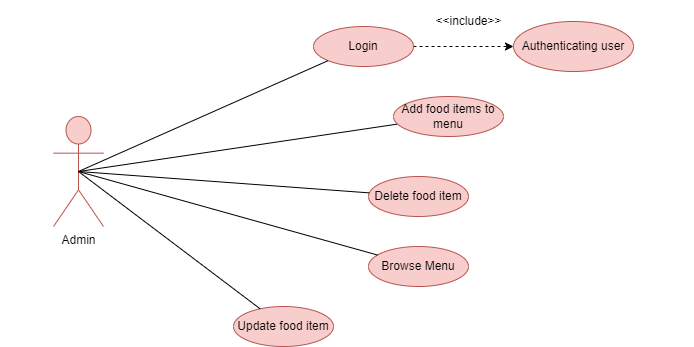 <<include>>
Login
Authenticating user
Add food items to
menu
Delete food item
Admin
Browse Menu
Update food item